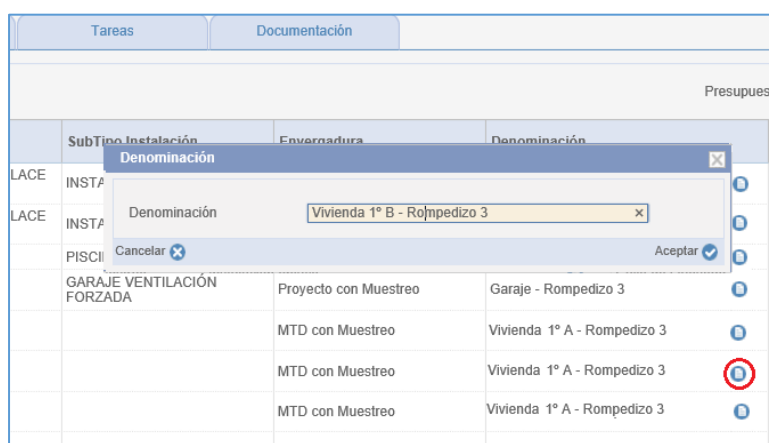 Tareas
Documentación
Presupues
SubTipo Instalación
Envergadura
Denominación
Denominación
LACE
INSTA
Denominación
Vivienda 1º B - Rompedizo 3
LACE
INSTA
Cancelar
Aceptar
PISCI
GARAJE VENTILACIÓN
FORZADA
Proyecto con Muestreo
Garaje - Rompedizo 3
MTD con Muestreo
Vivienda 1º A - Rompedizo 3
MTD con Muestreo
Vivienda 1º A - Rompedizo 3
MTD con Muestreo
Vivienda 1º A - Rompedizo 3